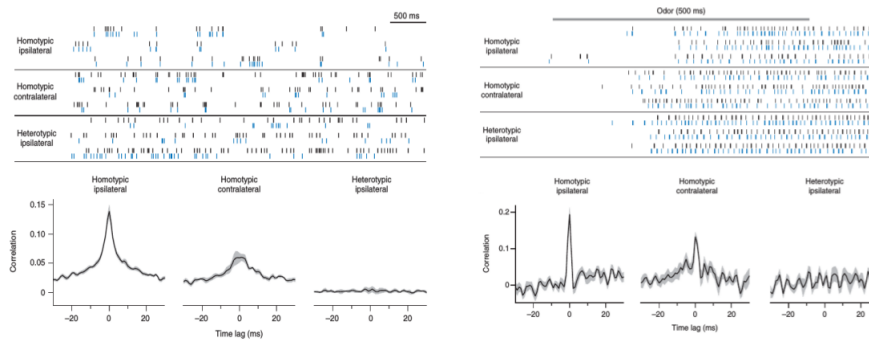 500 ms
Homotypic
ipsilateral
Homotypic
contralateral
Heterotypic
ipsilateral
Homotypic
ipsilateral
Homotypic
contralateral
Heterotypic
ipsilateral
Correlation
0.15
0.10
0.05
0
−20 0 20
−20 0 20
−20 0 20
Time lag (ms)
Odor (500 ms)
Homotypic
ipsilateral
Homotypic
contralateral
Heterotypic
ipsilateral
Homotypic
ipsilateral
Homotypic
contralateral
Heterotypic
ipsilateral
Correlation
0.2
0.1
0
−20 0 20
−20 0 20
−20 0 20
Time lag (ms)